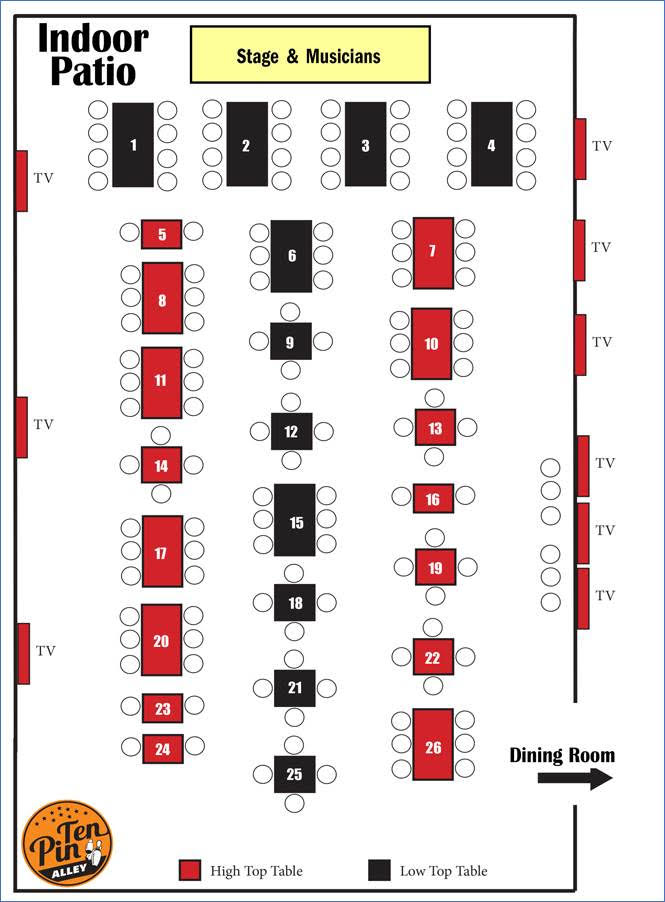 Indoor
Patio
Stage & Musicians
1
2
3
4
TV
TV
5
6
7
TV
8
9
10
TV
11
12
13
TV
14
TV
15
16
17
TV
18
19
TV
20
21
22
TV
23
24
25
26
Dining Room
Ten
Pin
ALLEY
High Top Table
Low Top Table